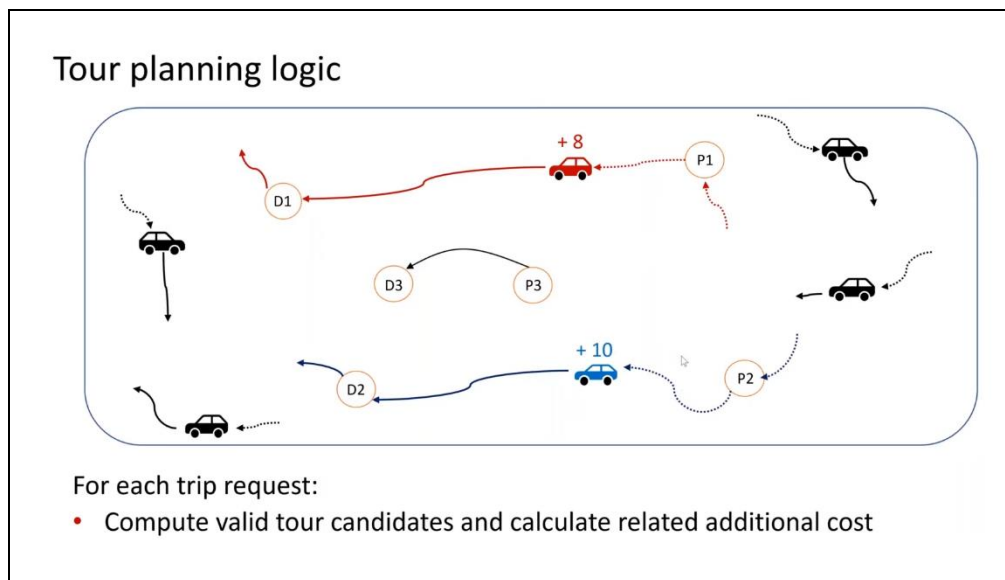 Tour planning logic
+ 8
P1
D1
D3
P3
+ 10
D2
P2
For each trip request:
• Compute valid tour candidates and calculate related additional cost